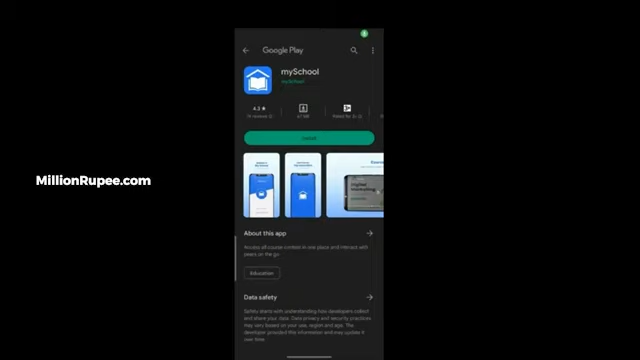 Google Play
mySchool
mySchool
4.3 ★
Install
MillionRupee.com
About this app
Access all course content in one place and interact with
peers on the go.
Education
Data safety
Safety starts with understanding how developers collect
and share your data. Data privacy and security practices
may vary based on your use, region and age. The
developer provided this information and may update it
over time.